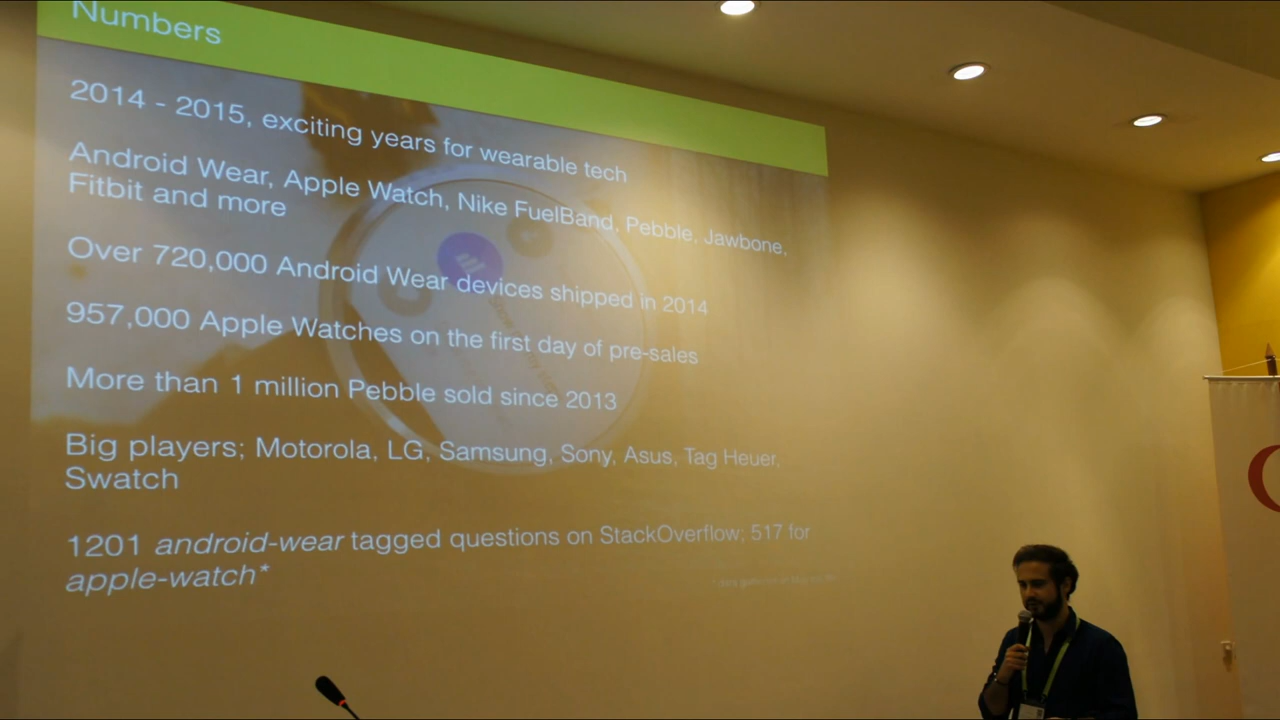 Numbers
2014 - 2015, exciting years for wearable tech
Android Wear, Apple Watch, Nike FuelBand, Pebble, Jawbone,
Fitbit and more
Over 720,000 Android Wear devices shipped in 2014
957,000 Apple Watches on the first day of pre-sales
More than 1 million Pebble sold since 2013
Big players; Motorola, LG, Samsung, Sony, Asus, Tag Heuer,
Swatch
1201 android-wear tagged questions on StackOverflow; 517 for
apple-watch*